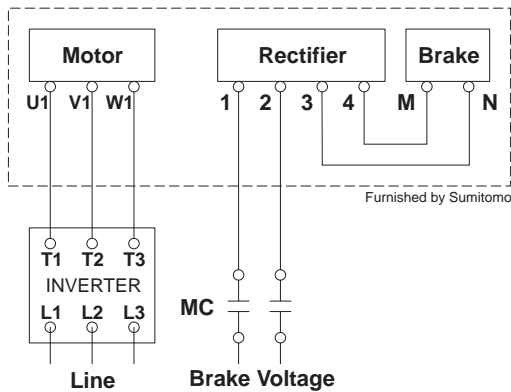 Motor Rectifier Brake
U1 V1 W1 1 2 3 4 M N
Furnished by Sumitomo
T1 T2 T3
INVERTER
L1 L2 L3
MC
Line Brake Voltage